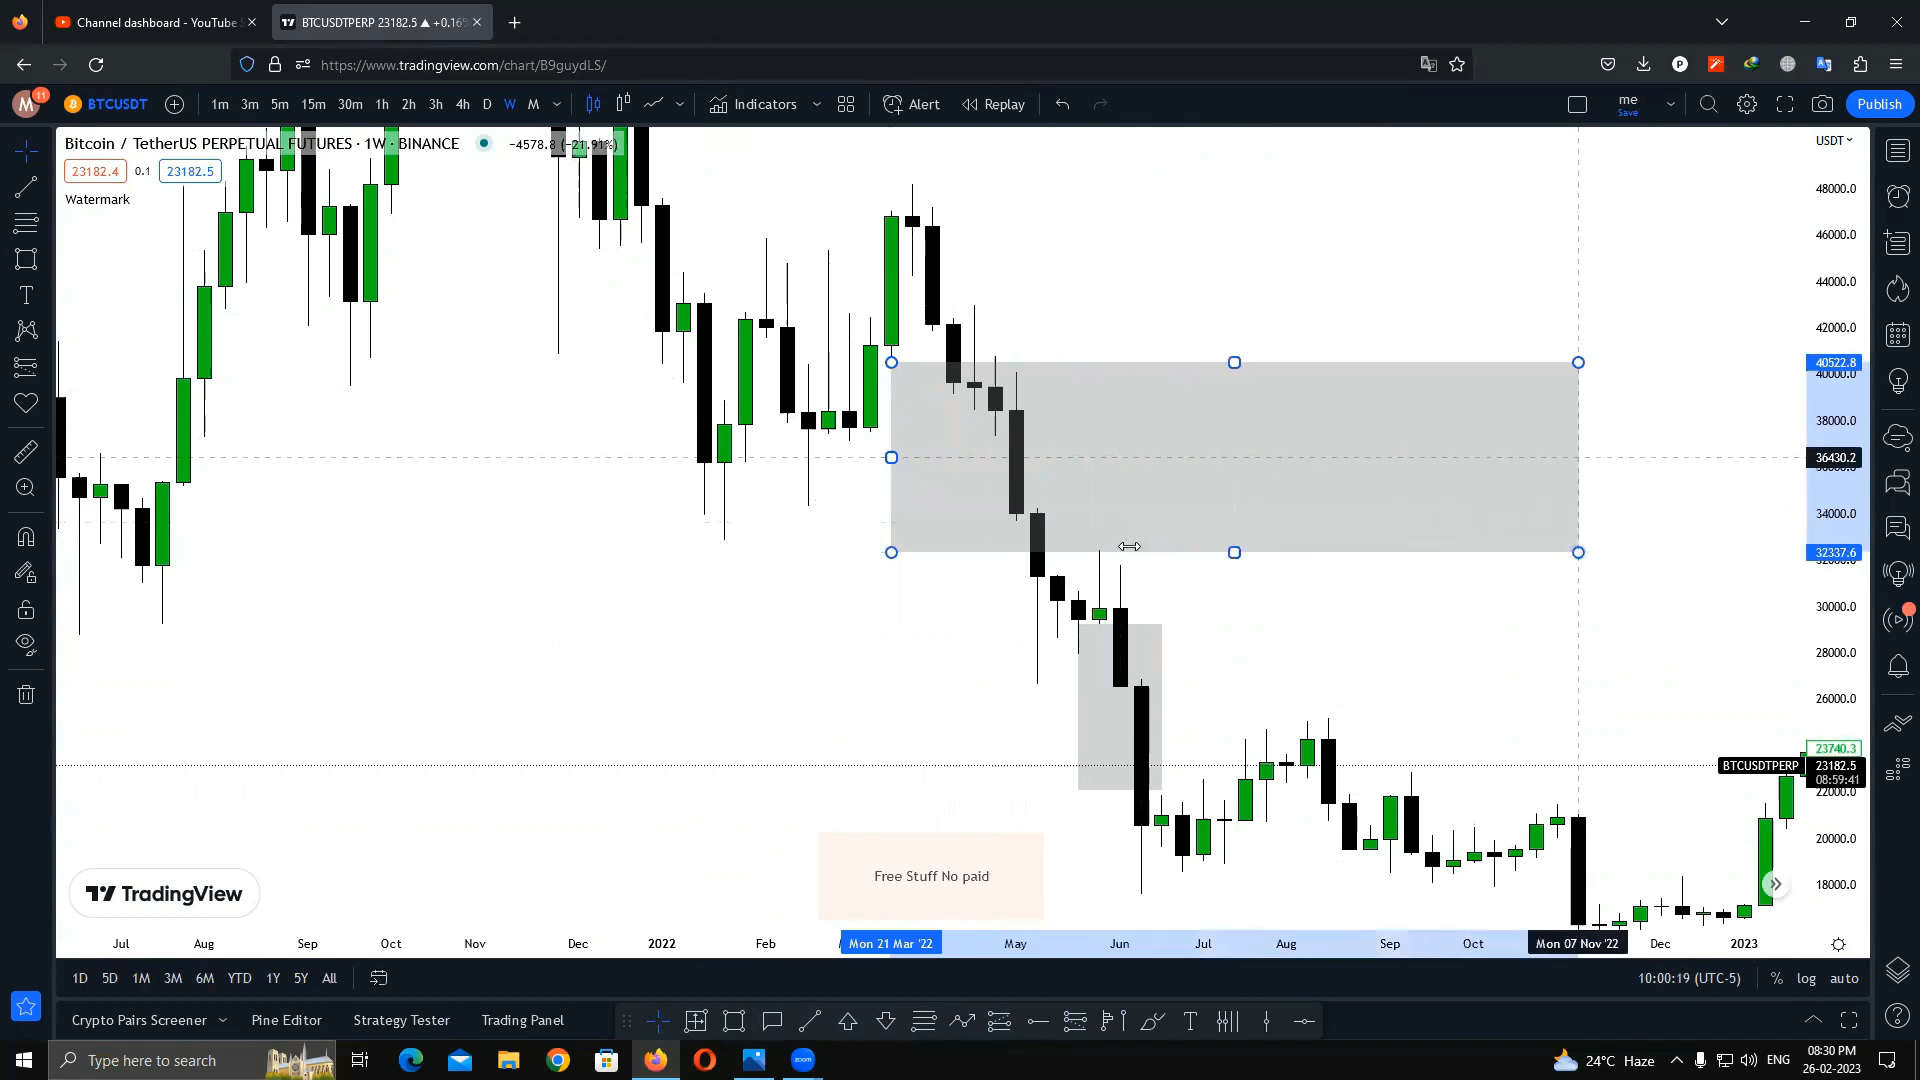 Channel dashboard - YouTube S
BTCUSDTPERP 23182.5 ▲ +0.16%
https://www.tradingview.com/chart/B9guydLS/
M 11 BTCUSDT 1m 3m 5m 15m 30m 1h 2h 3h 4h D W M Indicators Alert Replay me Save Publish
Bitcoin / TetherUS PERPETUAL FUTURES · 1W · BINANCE −4578.8 (−21.91%) USDT
23182.4 0.1 23182.5
Watermark
48000.0
46000.0
44000.0
42000.0
40522.8
40000.0
38000.0
36430.2
34000.0
32337.6
30000.0
28000.0
26000.0
23740.3
BTCUSDTPERP 23182.5
08:59:41
22000.0
20000.0
18000.0
Free Stuff No paid
TradingView
Jul Aug Sep Oct Nov Dec 2022 Feb Mon 21 Mar '22 May Jun Jul Aug Sep Oct Mon 07 Nov '22 Dec 2023
1D 5D 1M 3M 6M YTD 1Y 5Y All 10:00:19 (UTC-5) % log auto
Crypto Pairs Screener Pine Editor Strategy Tester Trading Panel
Type here to search zoom 24°C Haze ENG 08:30 PM
26-02-2023